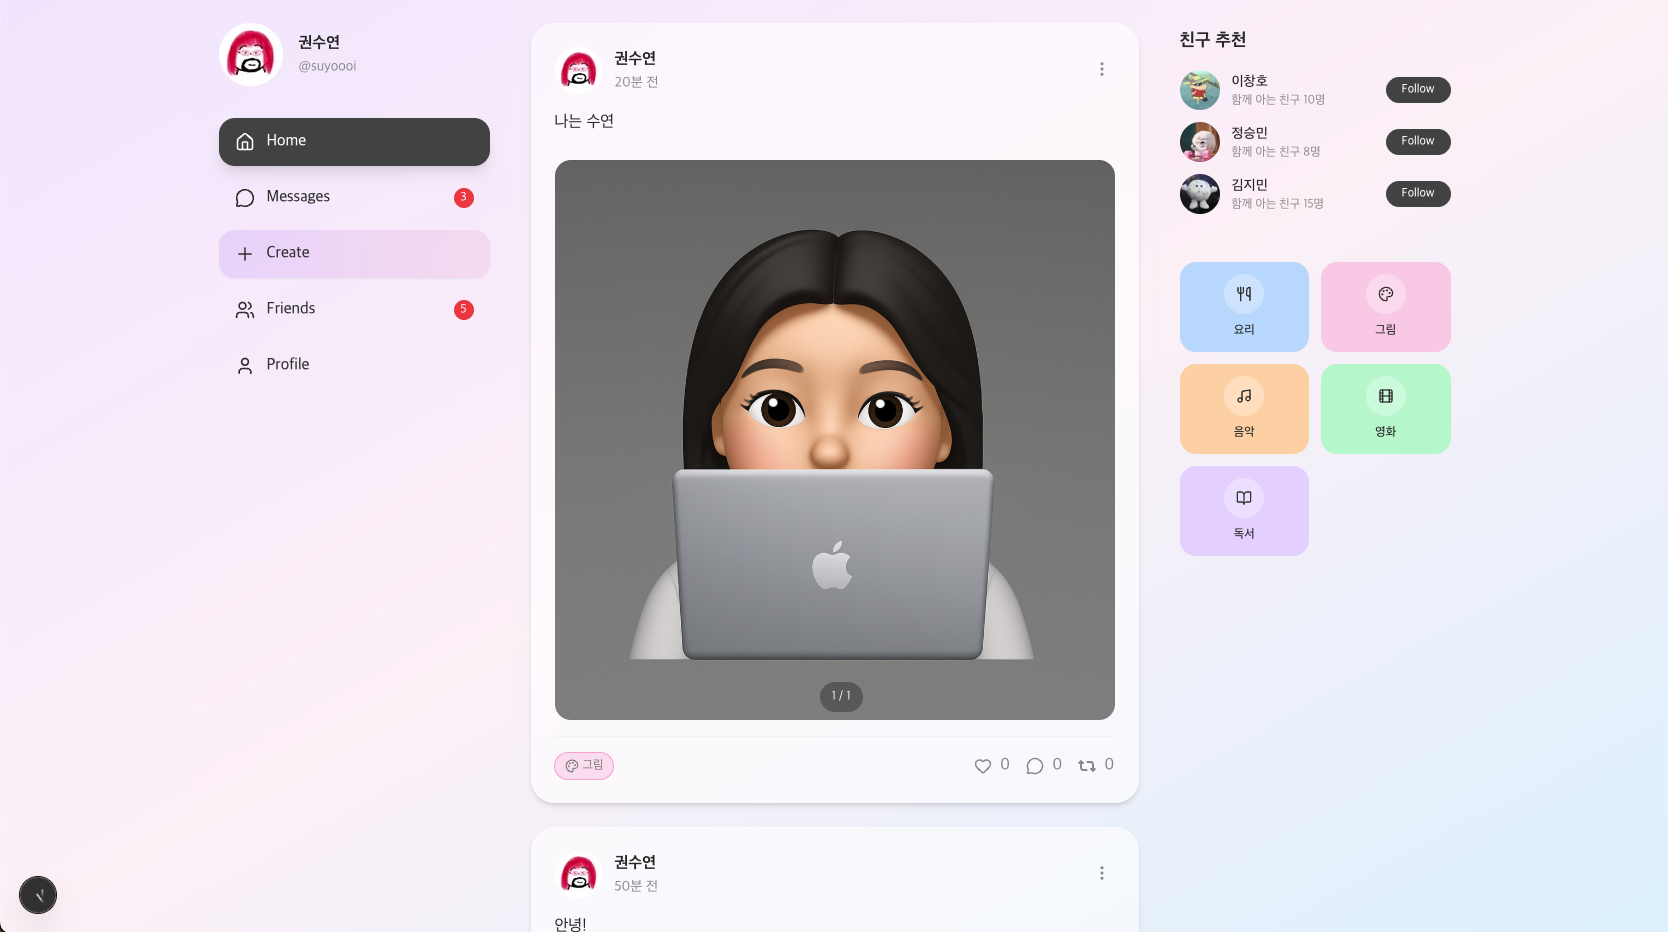 권수연
@suyoooi
Home
Messages
3
Create
Friends
5
Profile
권수연
20분 전
나는 수연
1 / 1
그림
0
0
0
권수연
50분 전
안녕!
친구 추천
이창호
함께 아는 친구 10명
Follow
정승민
함께 아는 친구 8명
Follow
김지민
함께 아는 친구 15명
Follow
요리
그림
음악
영화
독서